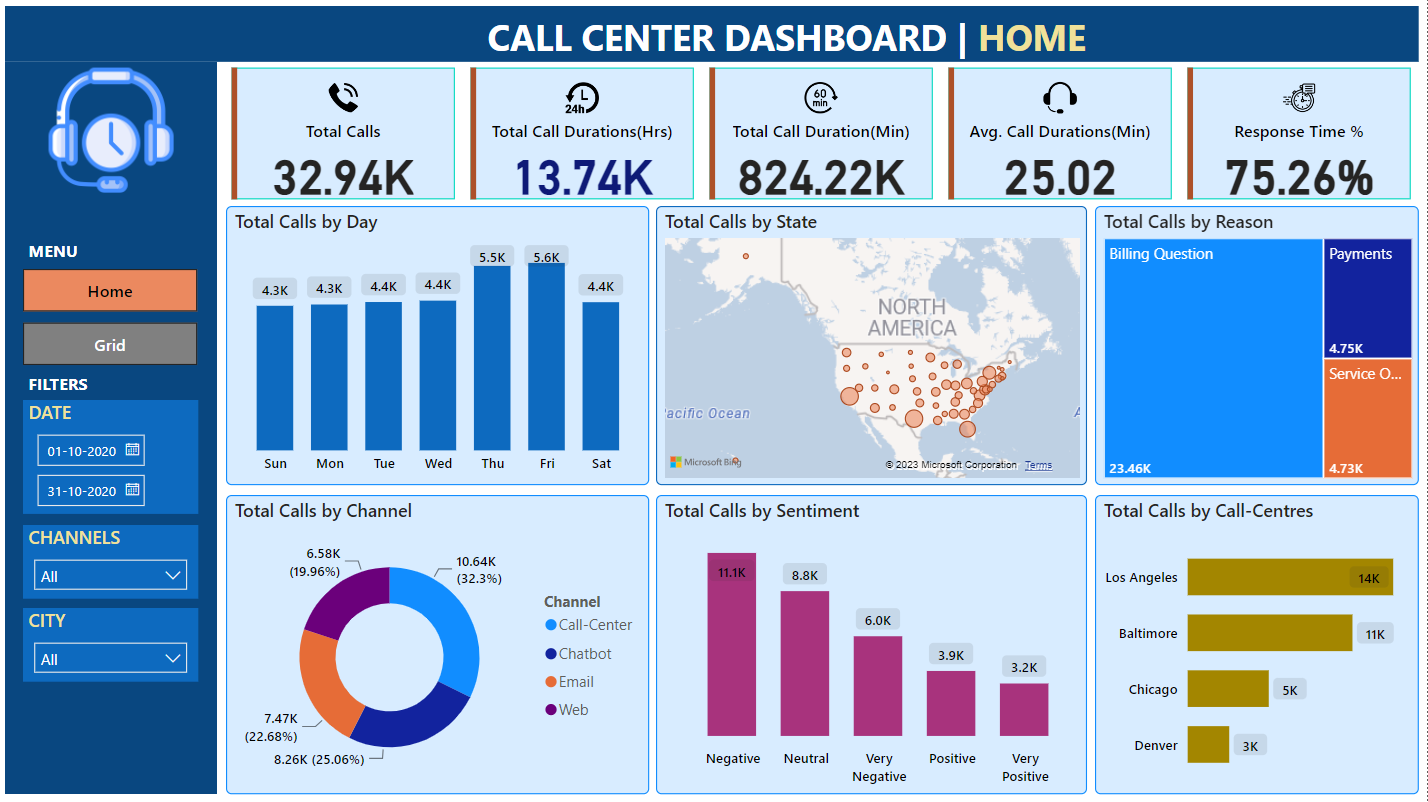 CALL CENTER DASHBOARD | HOME
MENU
Home
Grid
FILTERS
DATE
01-10-2020
31-10-2020
CHANNELS
All
CITY
All
24h
60
min
Total Calls
Total Call Durations(Hrs)
Total Call Duration(Min)
Avg. Call Durations(Min)
Response Time %
32.94K
13.74K
824.22K
25.02
75.26%
Total Calls by Day
4.3K
4.3K
4.4K
4.4K
5.5K
5.6K
4.4K
Sun
Mon
Tue
Wed
Thu
Fri
Sat
Total Calls by State
NORTH
AMERICA
acific Ocean
A
Microsoft Bing
© 2023 Microsoft Corporation
Terms
Total Calls by Reason
Billing Question
23.46K
Payments
4.75K
Service O...
4.73K
Total Calls by Channel
6.58K
(19.96%)
10.64K
(32.3%)
7.47K
(22.68%)
8.26K (25.06%)
Channel
Call-Center
Chatbot
Email
Web
Total Calls by Sentiment
11.1K
8.8K
6.0K
3.9K
3.2K
Negative
Neutral
Very
Negative
Positive
Very
Positive
Total Calls by Call-Centres
Los Angeles
14K
Baltimore
11K
Chicago
5K
Denver
3K